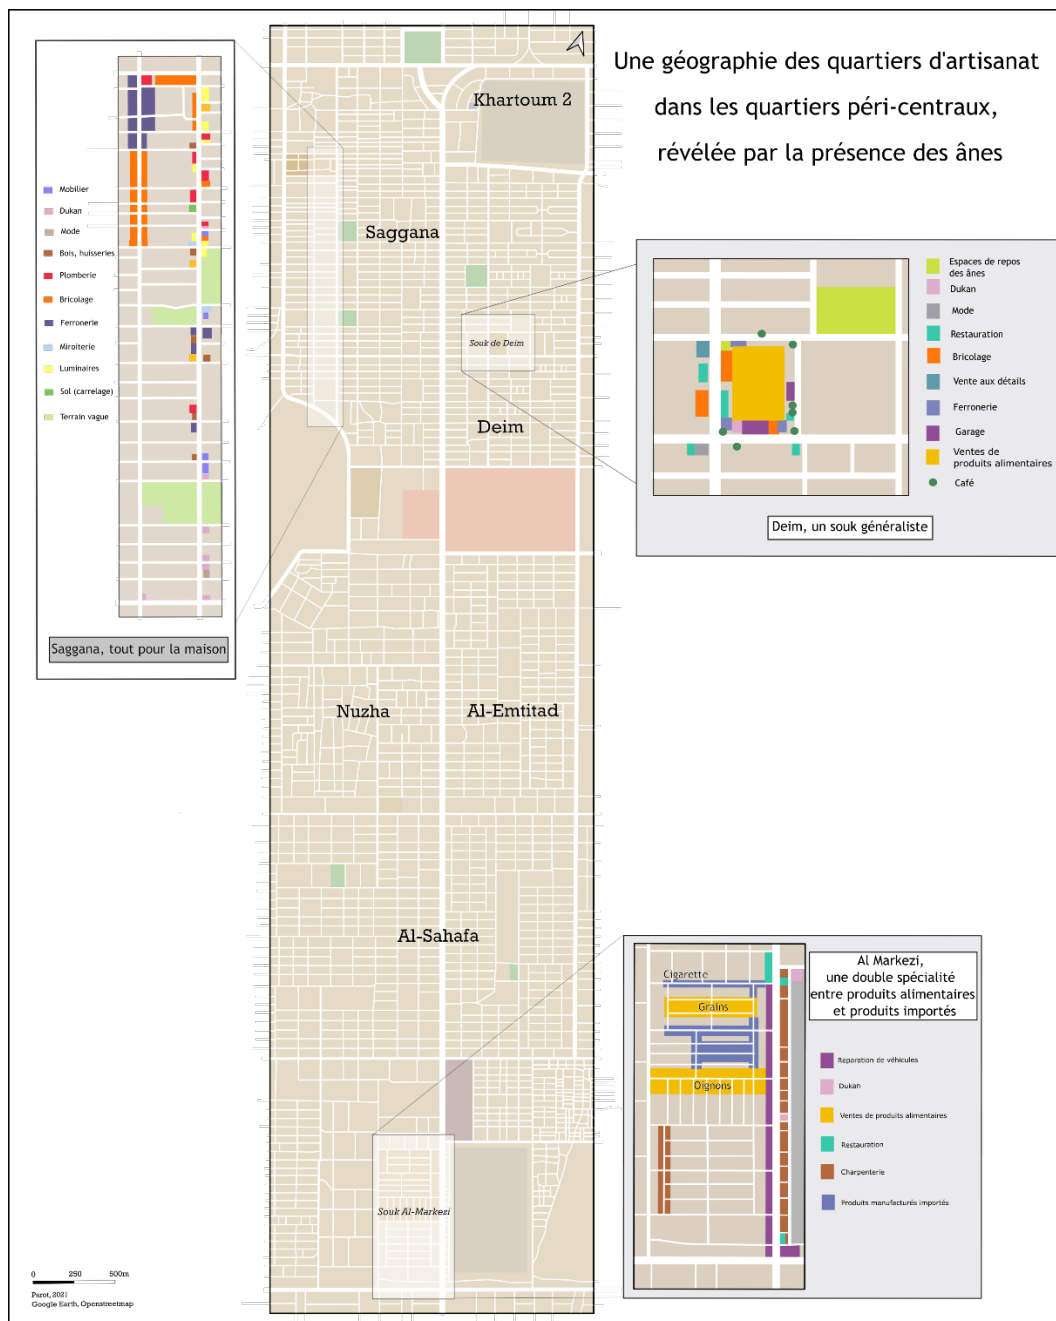 Une géographie des quartiers d'artisanat
dans les quartiers péri-centraux,
révélée par la présence des ânes
Khartoum 2
Saggana
Souk de Deim
Deim
Nuzha
Al-Emtitad
Al-Sahafa
Souk Al-Markezi
Mobilier
Dukan
Mode
Bois, huisseries
Plomberie
Bricolage
Ferronerie
Miroiterie
Luminaires
Sol (carrelage)
Terrain vague
Saggana, tout pour la maison
Espaces de repos
des ânes
Dukan
Mode
Restauration
Bricolage
Vente aux détails
Ferronerie
Garage
Ventes de
produits alimentaires
Café
Deim, un souk généraliste
Cigarette
Grains
Oignons
Al Markezi,
une double spécialité
entre produits alimentaires
et produits importés
Reparation de véhicules
Dukan
Ventes de produits alimentaires
Restauration
Charpenterie
Produits manufacturés importés
0 250 500m
Parot, 2021
Google Earth, Openstreetmap